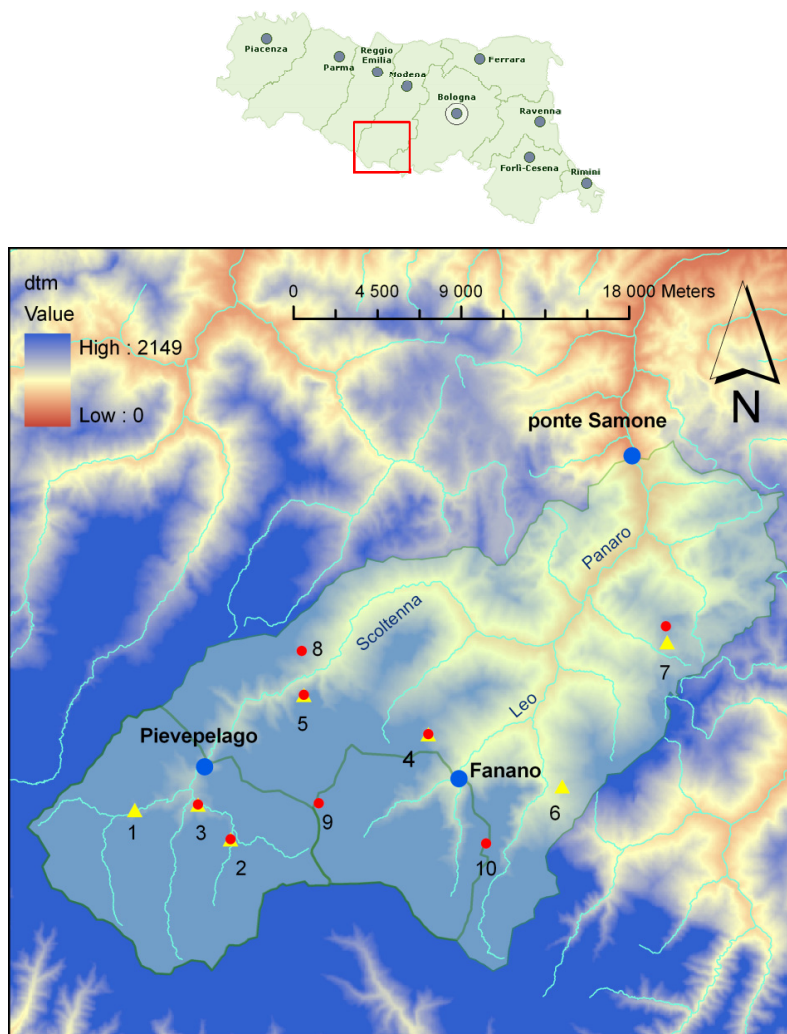 Piacenza
Parma
Reggio
Emilia
Modena
Ferrara
Bologna
Ravenna
Forlì-Cesena
Rimini
dtm
Value
High : 2149
Low : 0
0 4 500 9 000 18 000 Meters
N
ponte Samone
Panaro
Scoltenna
8
7
5
Leo
4
Pievepelago
Fanano
6
1
3
9
2
10